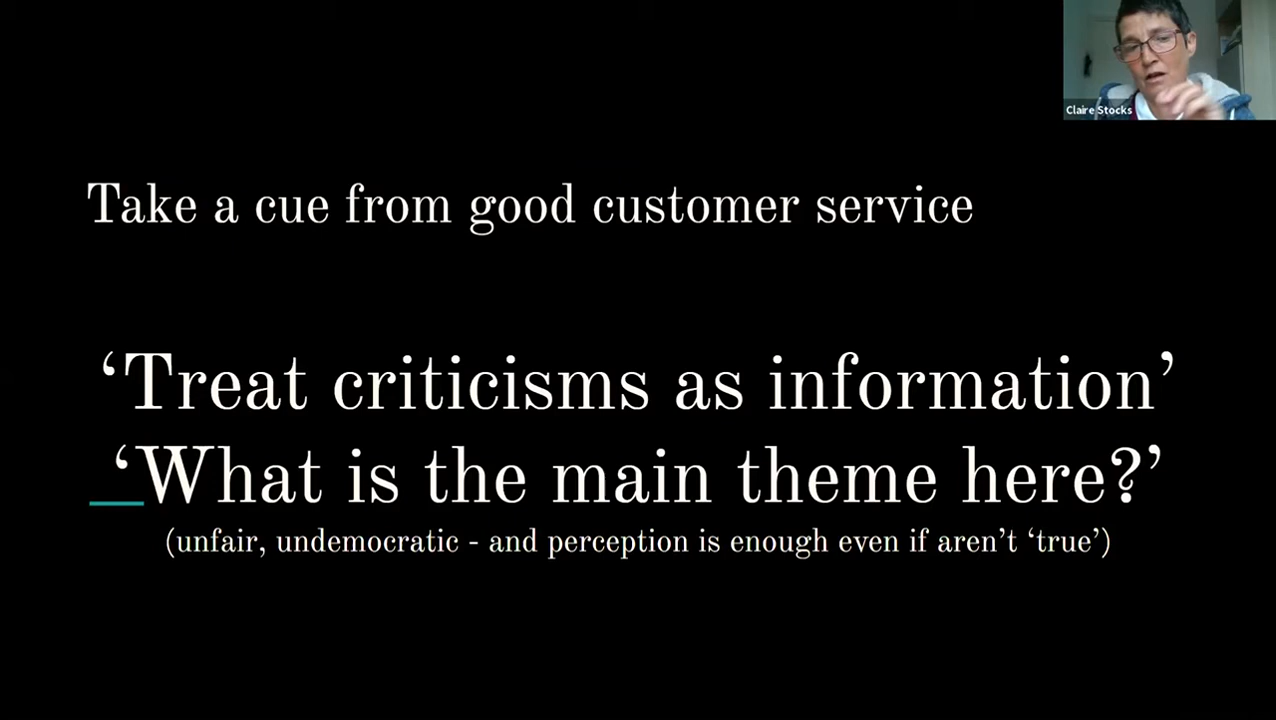 Claire Stocks
Take a cue from good customer service
‘Treat criticisms as information’
‘What is the main theme here?’
(unfair, undemocratic - and perception is enough even if aren’t ‘true’)